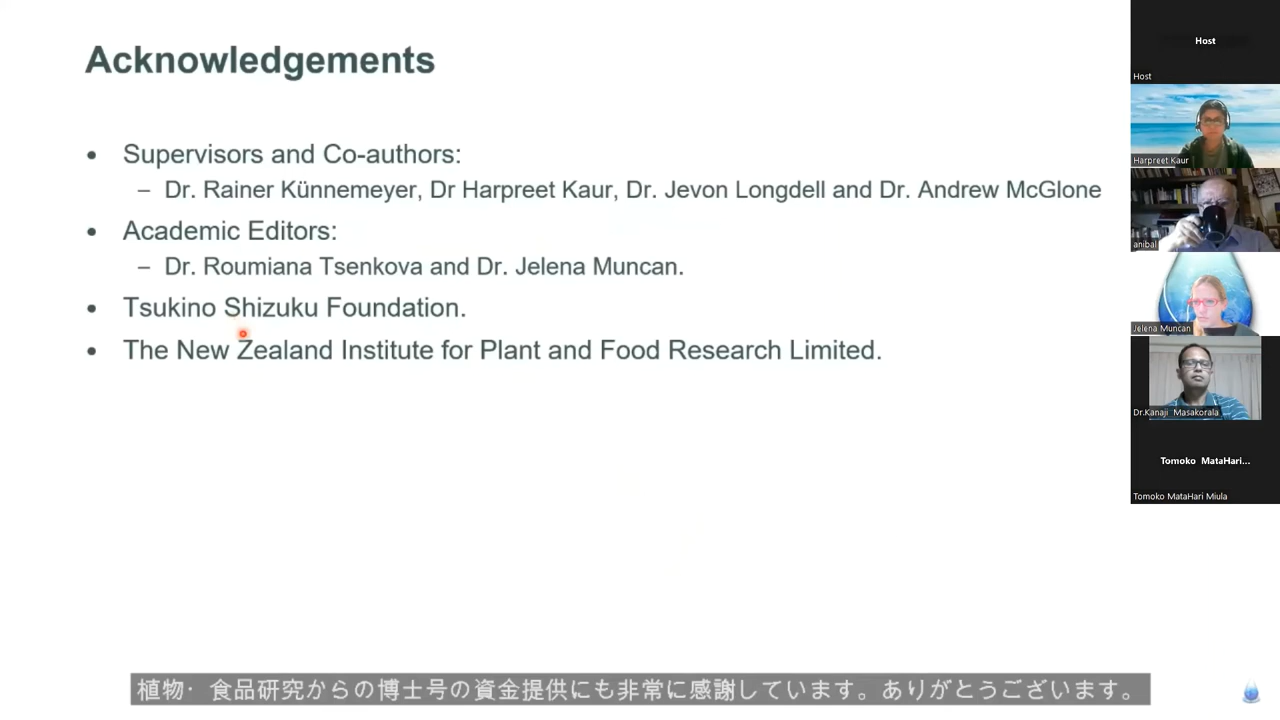 Acknowledgements
• Supervisors and Co-authors:
– Dr. Rainer Künnemeyer, Dr Harpreet Kaur, Dr. Jevon Longdell and Dr. Andrew McGlone
• Academic Editors:
– Dr. Roumiana Tsenkova and Dr. Jelena Muncan.
• Tsukino Shizuku Foundation.
• The New Zealand Institute for Plant and Food Research Limited.
植物・食品研究からの博士号の資金提供にも非常に感謝しています。ありがとうございます。
Host
Host
Harpreet Kaur
anibal
Jelena Muncan
Dr.Kanaji Masakorala
Tomoko MataHari...
Tomoko MataHari Miula